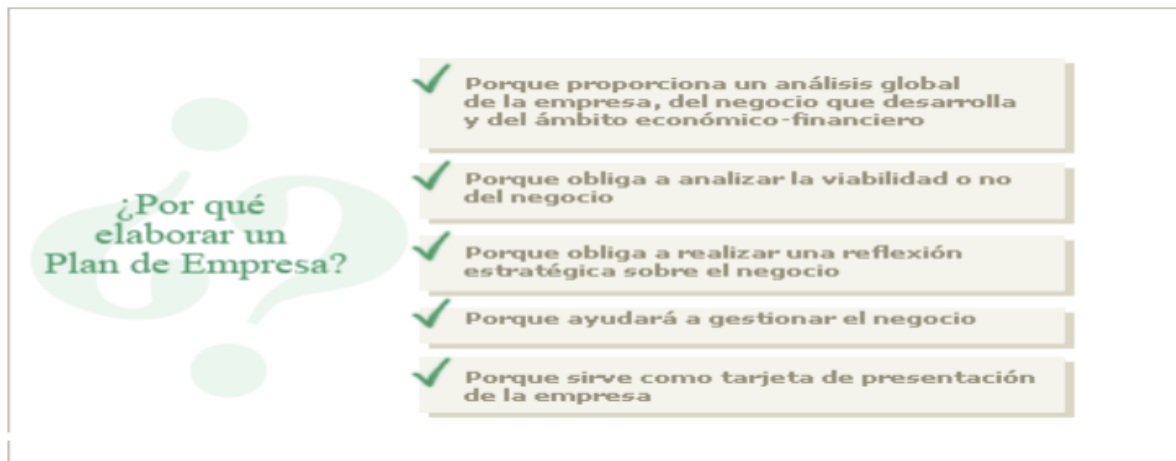 ¿Por qué
elaborar un
Plan de Empresa?
Porque proporciona un análisis global
de la empresa, del negocio que desarrolla
y del ámbito económico-financiero
Porque obliga a analizar la viabilidad o no
del negocio
Porque obliga a realizar una reflexión
estratégica sobre el negocio
Porque ayudará a gestionar el negocio
Porque sirve como tarjeta de presentación
de la empresa